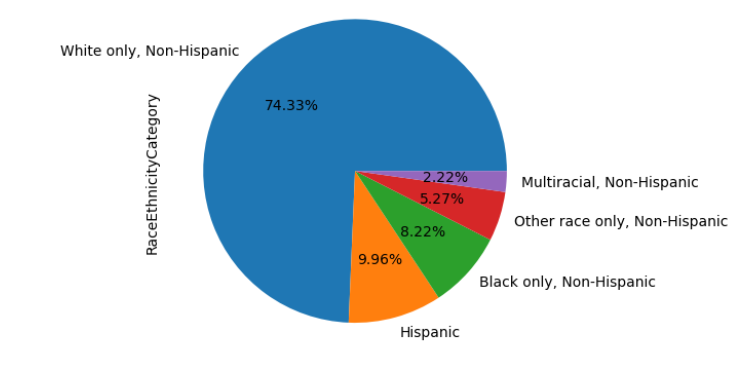 White only, Non-Hispanic
74.33%
RaceEthnicityCategory
2.22%
Multiracial, Non-Hispanic
5.27%
Other race only, Non-Hispanic
8.22%
9.96%
Black only, Non-Hispanic
Hispanic